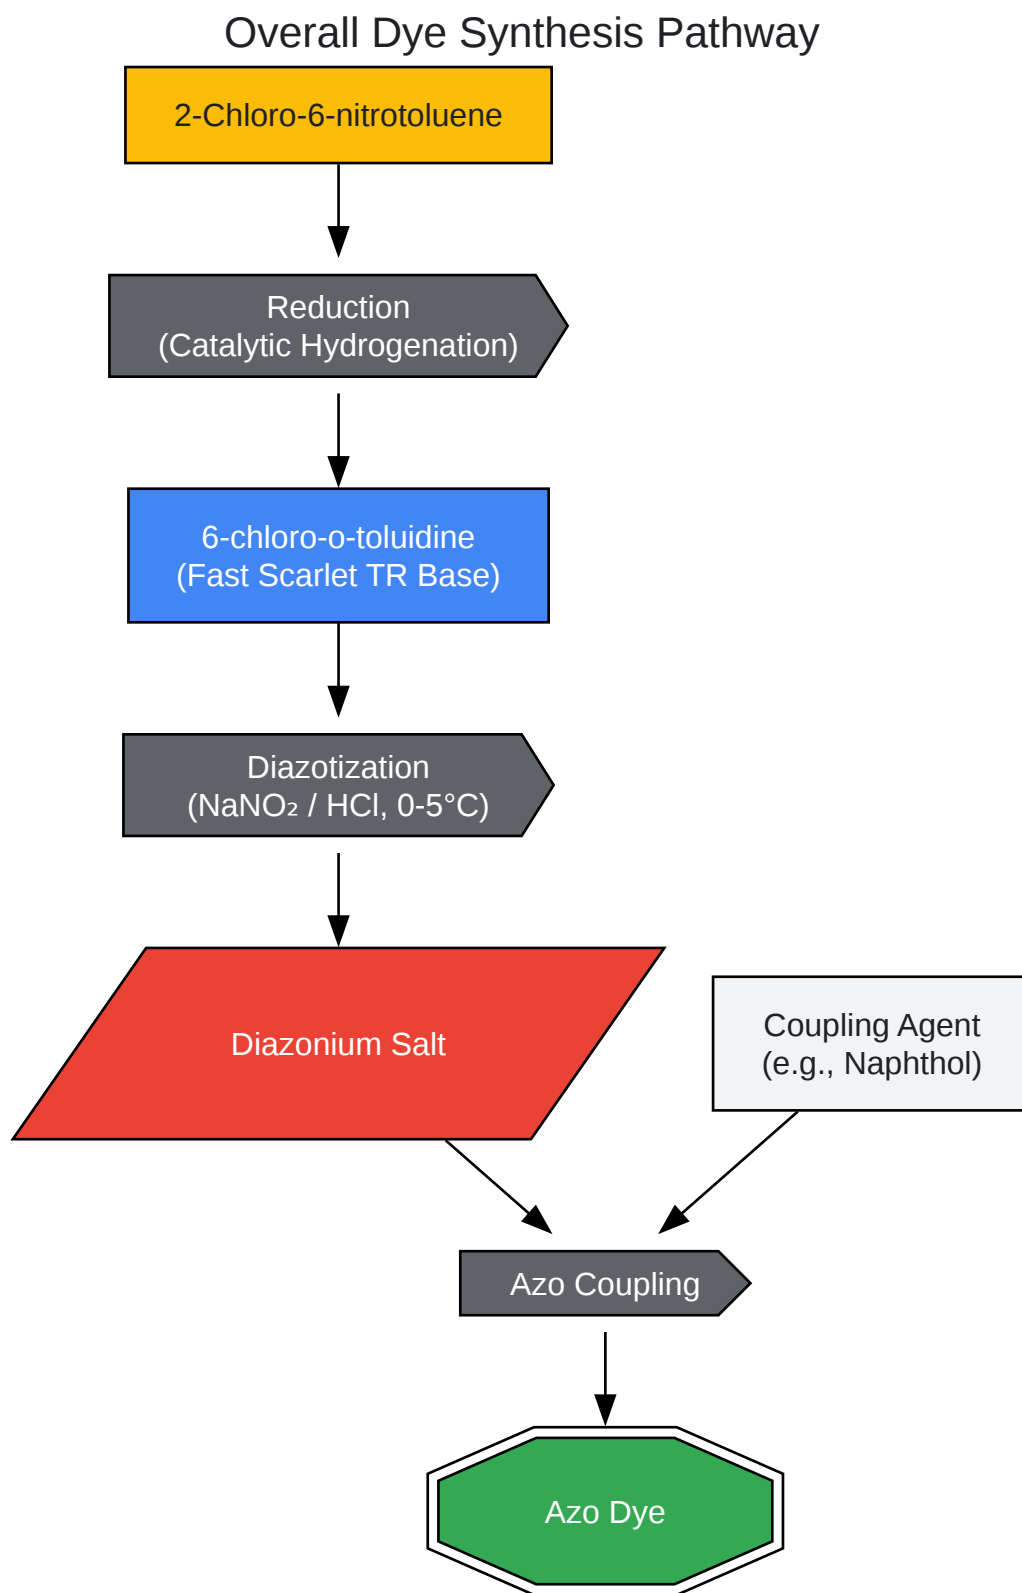 Overall Dye Synthesis Pathway
2-Chloro-6-nitrotoluene
Reduction
(Catalytic Hydrogenation)
6-chloro-o-toluidine
(Fast Scarlet TR Base)
Diazotization
(NaNO₂ / HCl, 0-5°C)
Diazonium Salt
Coupling Agent
(e.g., Naphthol)
Azo Coupling
Azo Dye